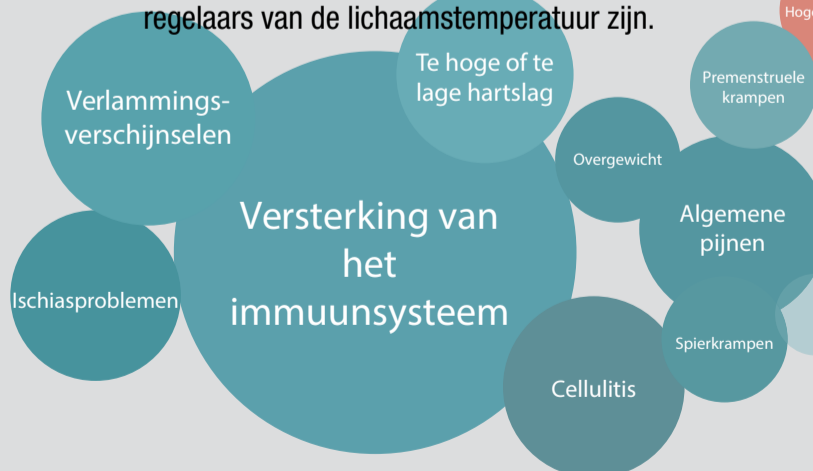 regelaars van de lichaamstemperatuur zijn.
Te hoge of te
lage hartslag
Premenstruele
krampen
Verlammings-
verschijnselen
Overgewicht
Versterking van
het
immuunsysteem
Algemene
pijnen
Ischiasproblemen
Spierkrampen
Cellulitis